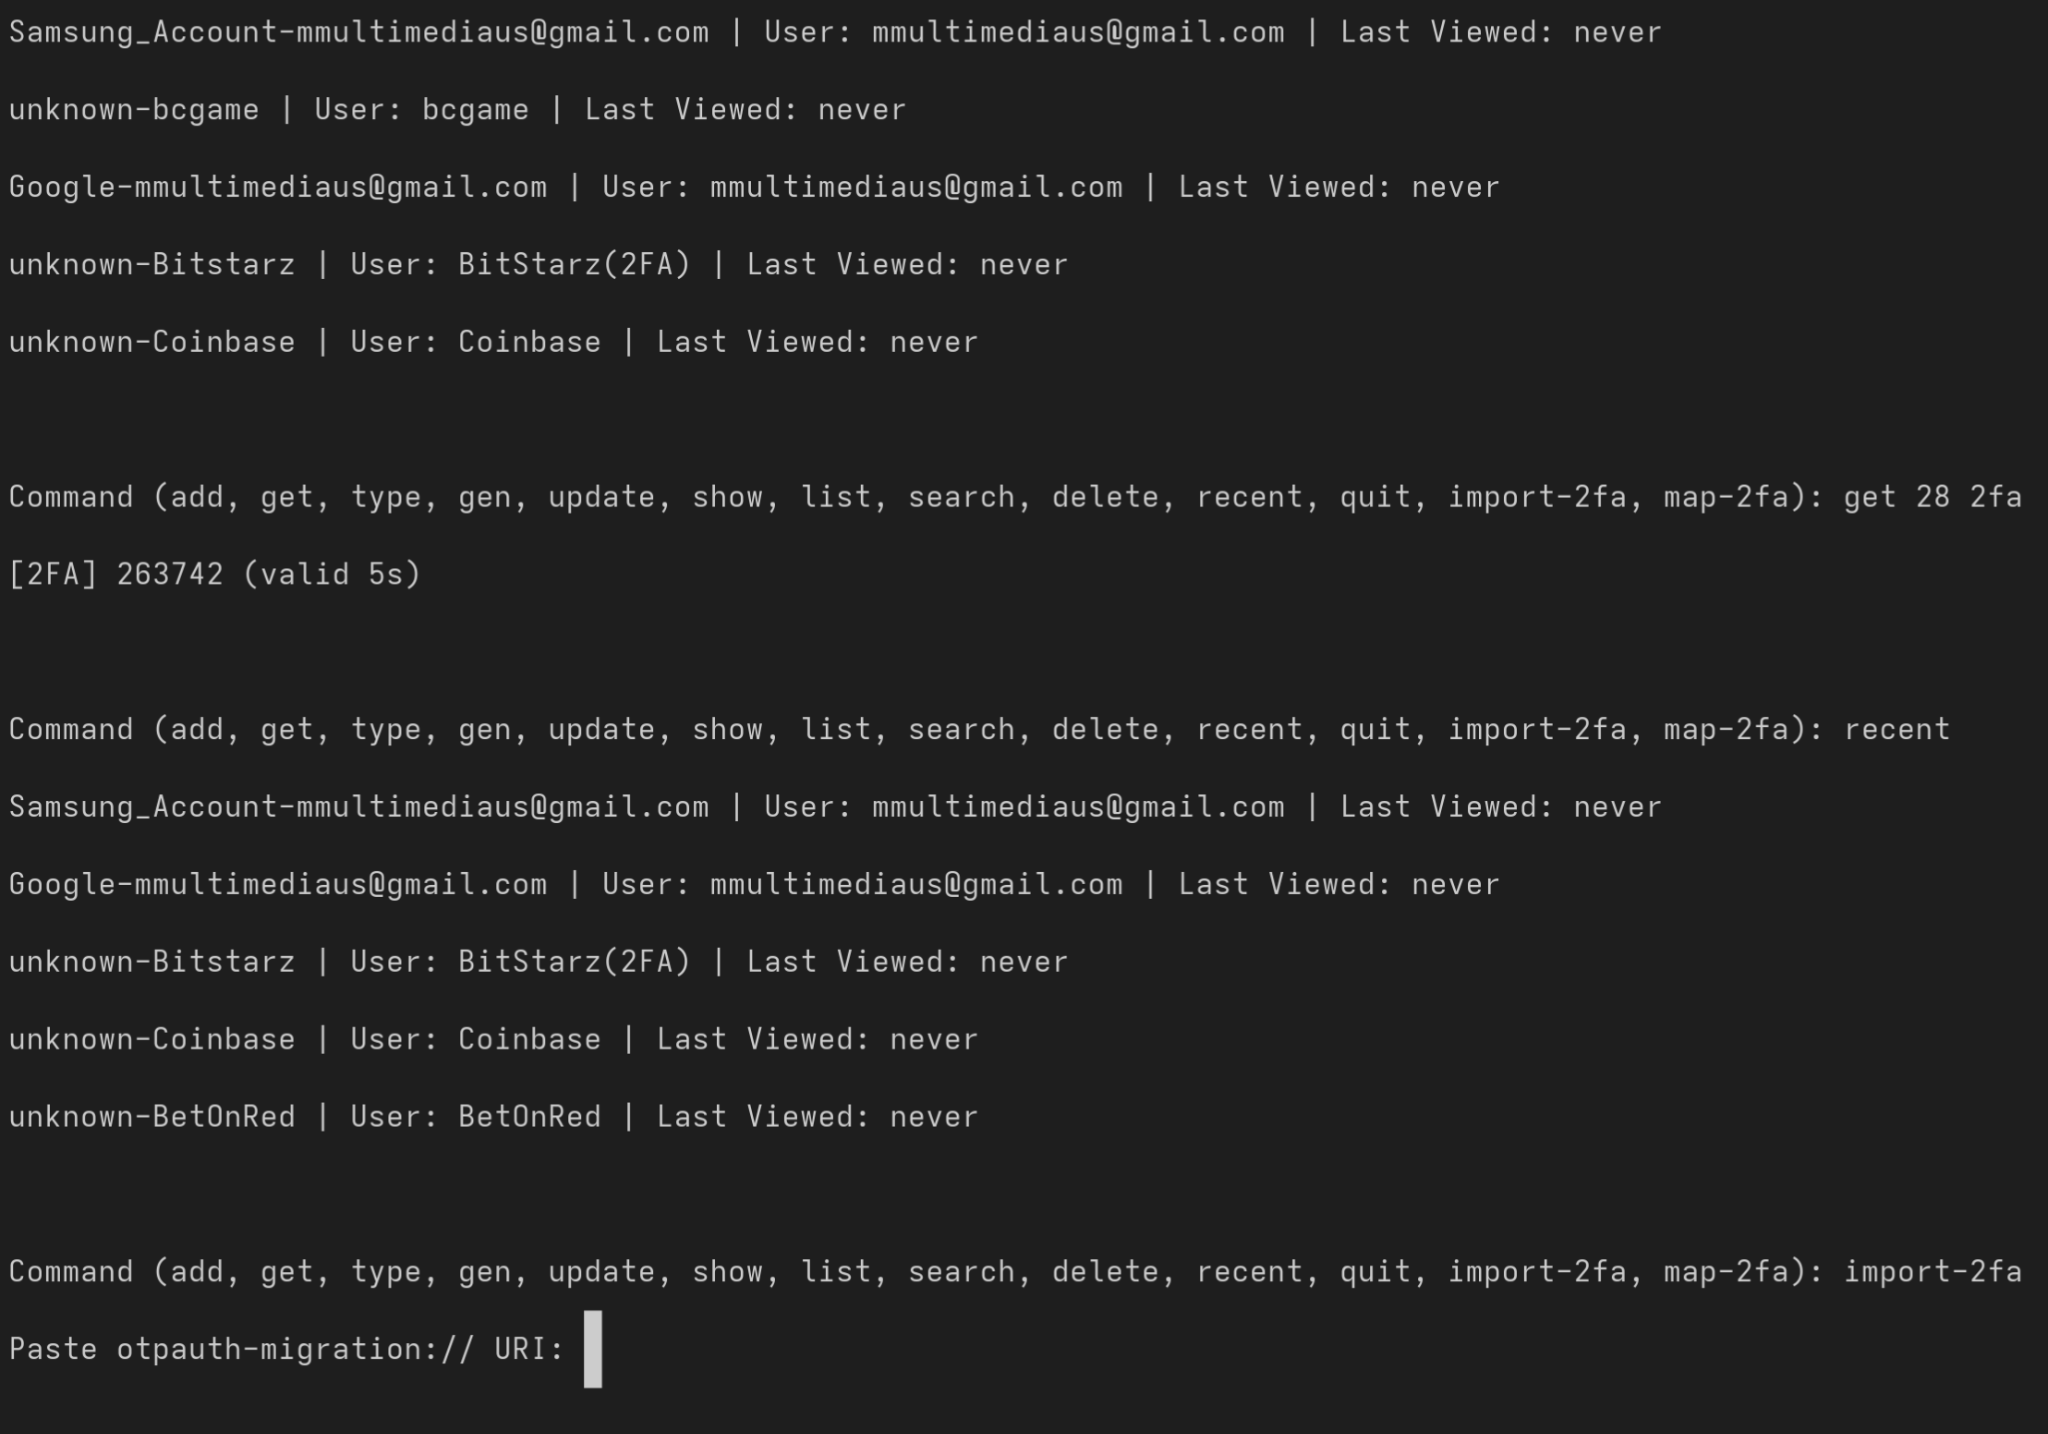 Samsung_Account-mmultimediaus@gmail.com | User: mmultimediaus@gmail.com | Last Viewed: never
unknown-bcgame | User: bcgame | Last Viewed: never
Google-mmultimediaus@gmail.com | User: mmultimediaus@gmail.com | Last Viewed: never
unknown-Bitstarz | User: BitStarz(2FA) | Last Viewed: never
unknown-Coinbase | User: Coinbase | Last Viewed: never
Command (add, get, type, gen, update, show, list, search, delete, recent, quit, import-2fa, map-2fa): get 28 2fa
[2FA] 263742 (valid 5s)
Command (add, get, type, gen, update, show, list, search, delete, recent, quit, import-2fa, map-2fa): recent
Samsung_Account-mmultimediaus@gmail.com | User: mmultimediaus@gmail.com | Last Viewed: never
Google-mmultimediaus@gmail.com | User: mmultimediaus@gmail.com | Last Viewed: never
unknown-Bitstarz | User: BitStarz(2FA) | Last Viewed: never
unknown-Coinbase | User: Coinbase | Last Viewed: never
unknown-BetOnRed | User: BetOnRed | Last Viewed: never
Command (add, get, type, gen, update, show, list, search, delete, recent, quit, import-2fa, map-2fa): import-2fa
Paste otpauth-migration:// URI: